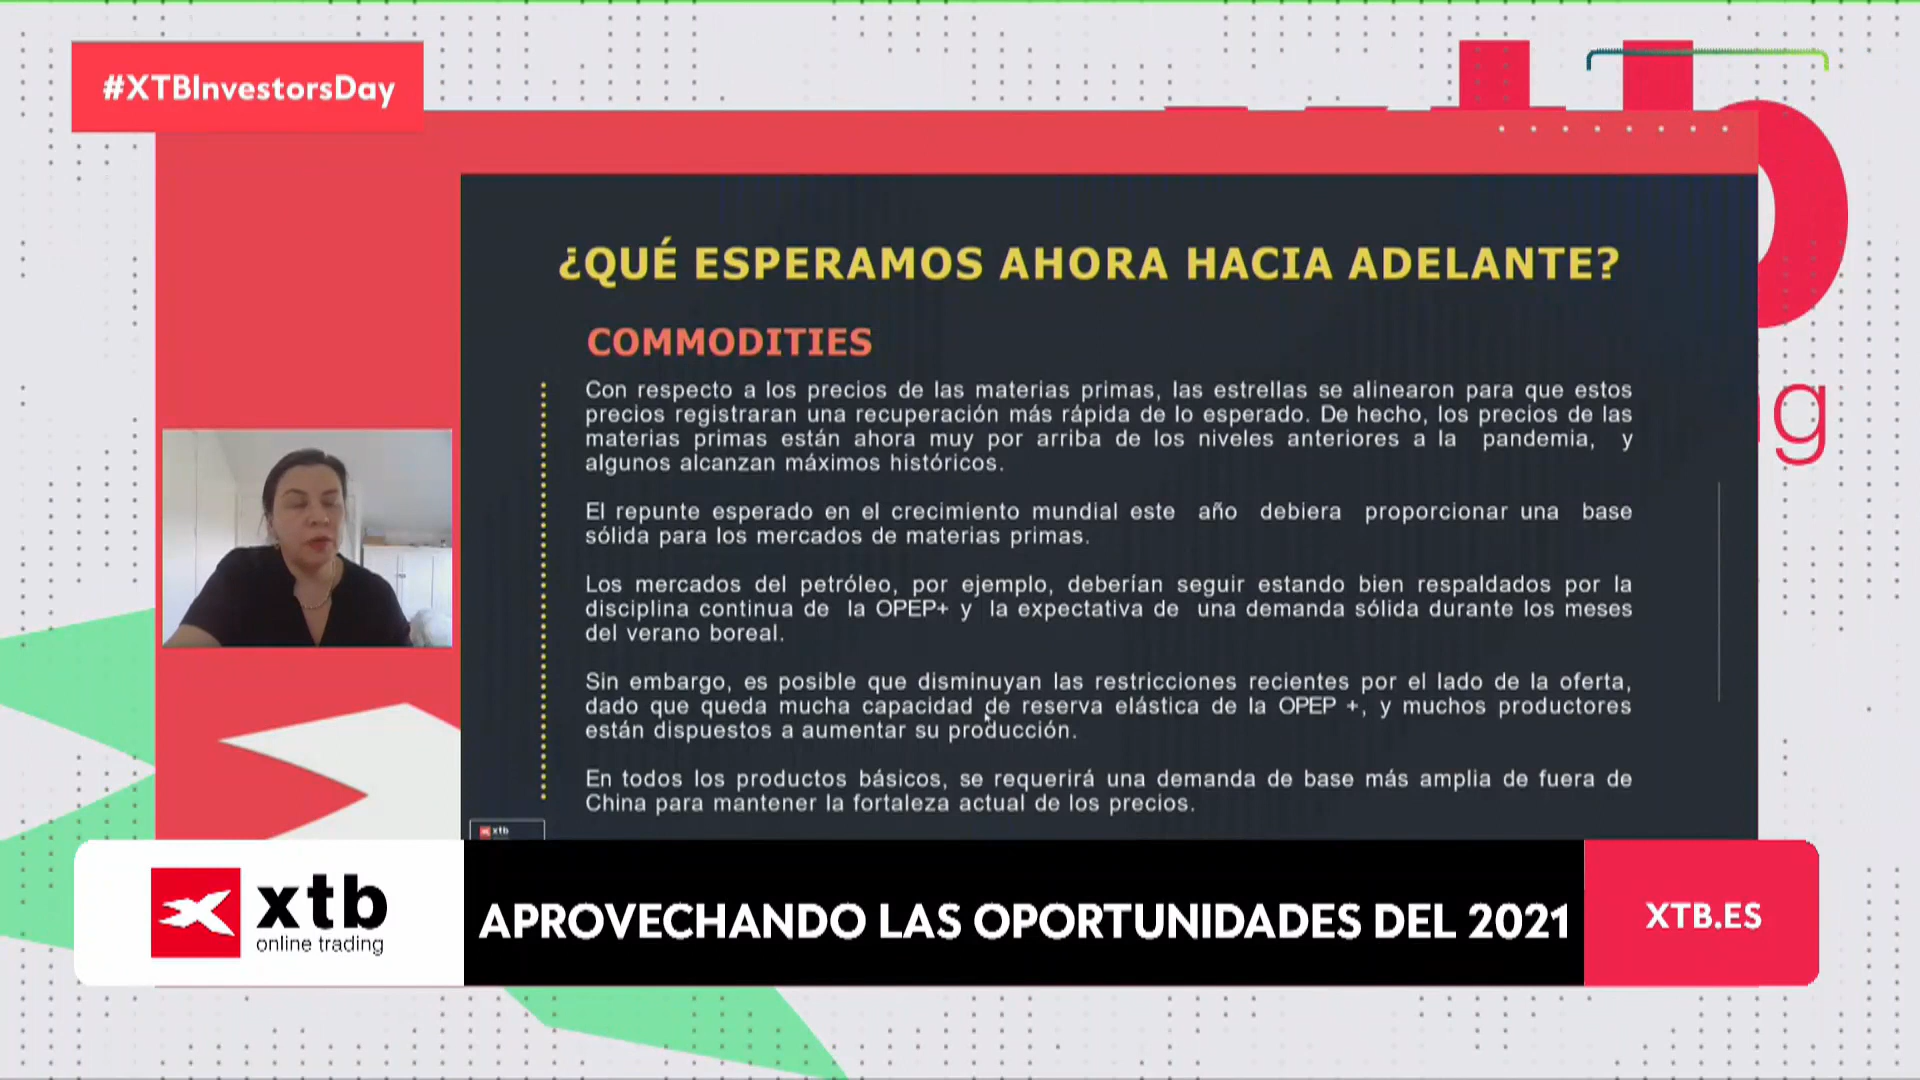 #XTBInvestorsDay
¿QUÉ ESPERAMOS AHORA HACIA ADELANTE?
COMMODITIES
Con respecto a los precios de las materias primas, las estrellas se alinearon para que estos
precios registraran una recuperación más rápida de lo esperado. De hecho, los precios de las
materias primas están ahora muy por arriba de los niveles anteriores a la pandemia, y
algunos alcanzan máximos históricos.
El repunte esperado en el crecimiento mundial este año debiera proporcionar una base
sólida para los mercados de materias primas.
Los mercados del petróleo, por ejemplo, deberían seguir estando bien respaldados por la
disciplina continua de la OPEP+ y la expectativa de una demanda sólida durante los meses
del verano boreal.
Sin embargo, es posible que disminuyan las restricciones recientes por el lado de la oferta,
dado que queda mucha capacidad de reserva elástica de la OPEP +, y muchos productores
están dispuestos a aumentar su producción.
En todos los productos básicos, se requerirá una demanda de base más amplia de fuera de
China para mantener la fortaleza actual de los precios.
xtb
xtb
online trading
APROVECHANDO LAS OPORTUNIDADES DEL 2021
XTB.ES